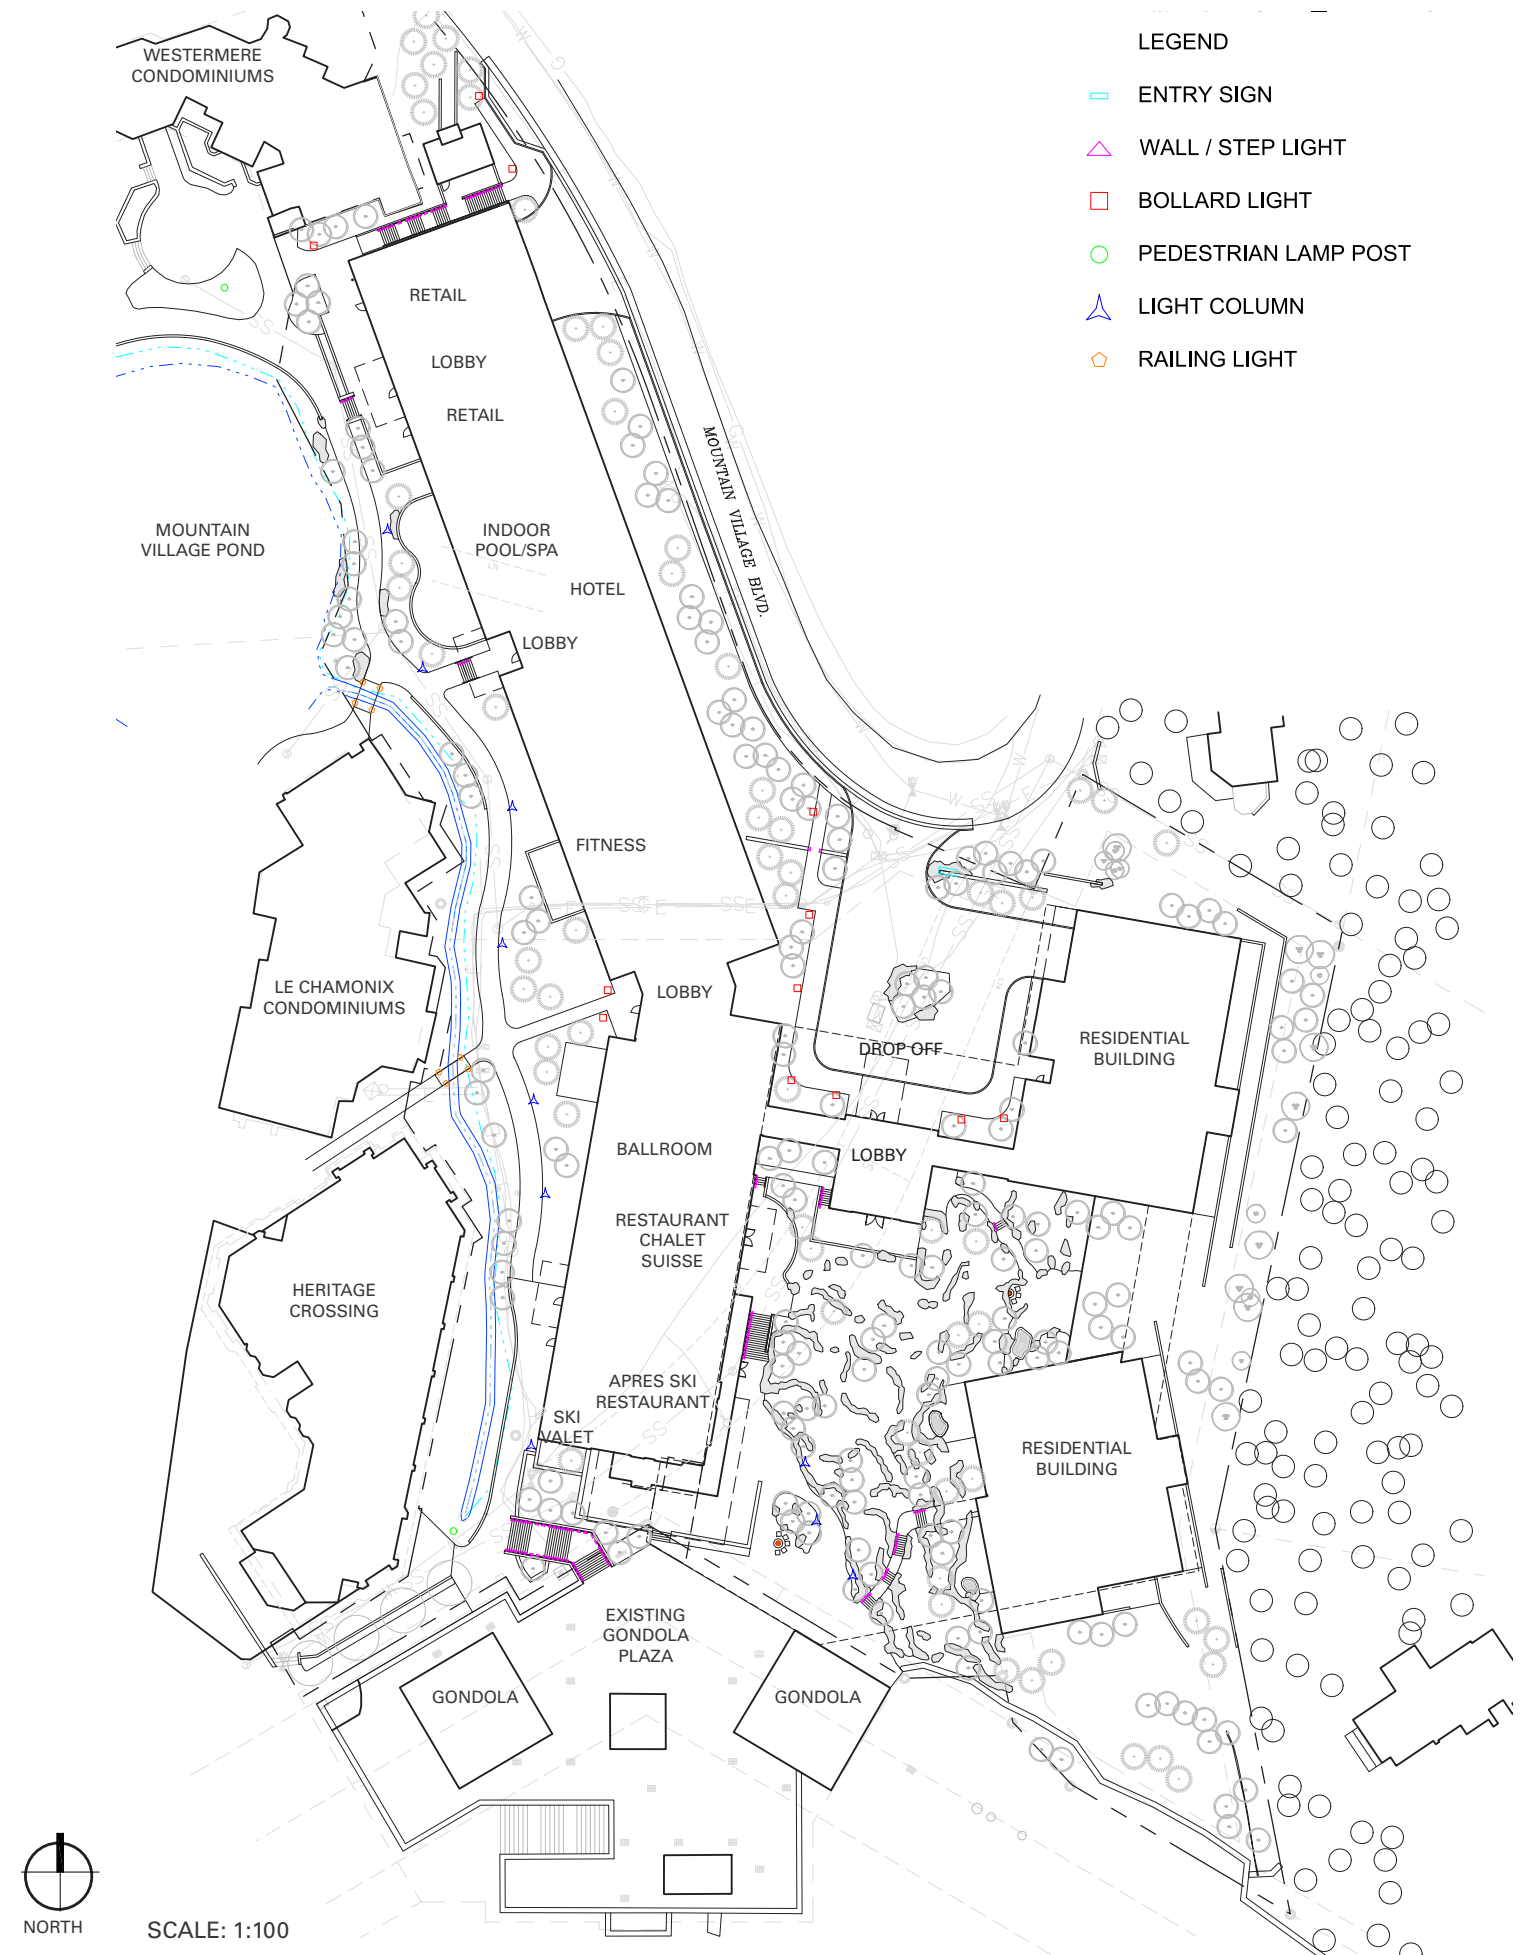 LEGEND
ENTRY SIGN
WALL / STEP LIGHT
BOLLARD LIGHT
PEDESTRIAN LAMP POST
LIGHT COLUMN
RAILING LIGHT
WESTERMERE
CONDOMINIUMS
RETAIL
LOBBY
RETAIL
MOUNTAIN VILLAGE BLVD.
MOUNTAIN
VILLAGE POND
INDOOR
POOL/SPA
HOTEL
LOBBY
FITNESS
LE CHAMONIX
CONDOMINIUMS
LOBBY
DROP OFF
RESIDENTIAL
BUILDING
BALLROOM
LOBBY
RESTAURANT
CHALET
SUISSE
HERITAGE
CROSSING
APRES SKI
RESTAURANT
SKI
VALET
RESIDENTIAL
BUILDING
EXISTING
GONDOLA
PLAZA
GONDOLA
GONDOLA
NORTH
SCALE: 1:100